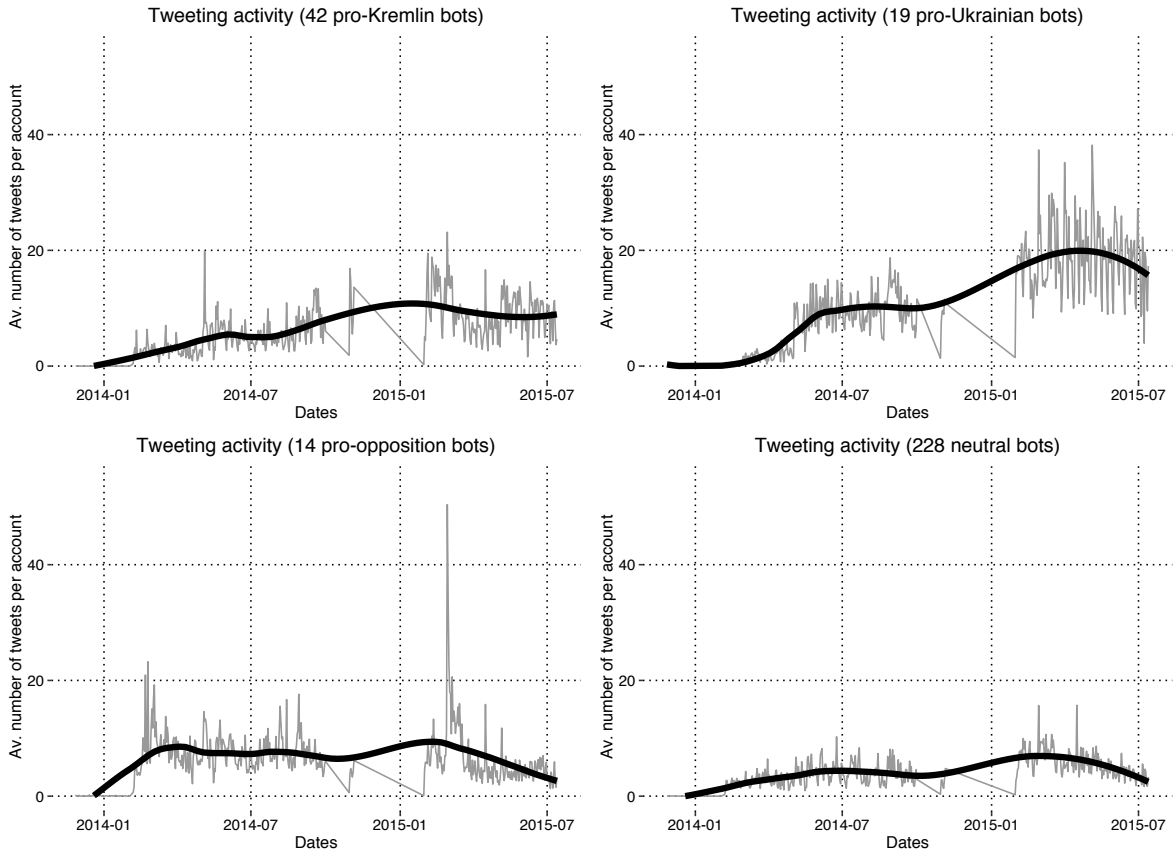 Tweeting activity (42 pro-Kremlin bots)
Av. number of tweets per account
40
20
0
2014-01 2014-07 2015-01 2015-07
Dates
Tweeting activity (19 pro-Ukrainian bots)
Av. number of tweets per account
40
20
0
2014-01 2014-07 2015-01 2015-07
Dates
Tweeting activity (14 pro-opposition bots)
Av. number of tweets per account
40
20
0
2014-01 2014-07 2015-01 2015-07
Dates
Tweeting activity (228 neutral bots)
Av. number of tweets per account
40
20
0
2014-01 2014-07 2015-01 2015-07
Dates